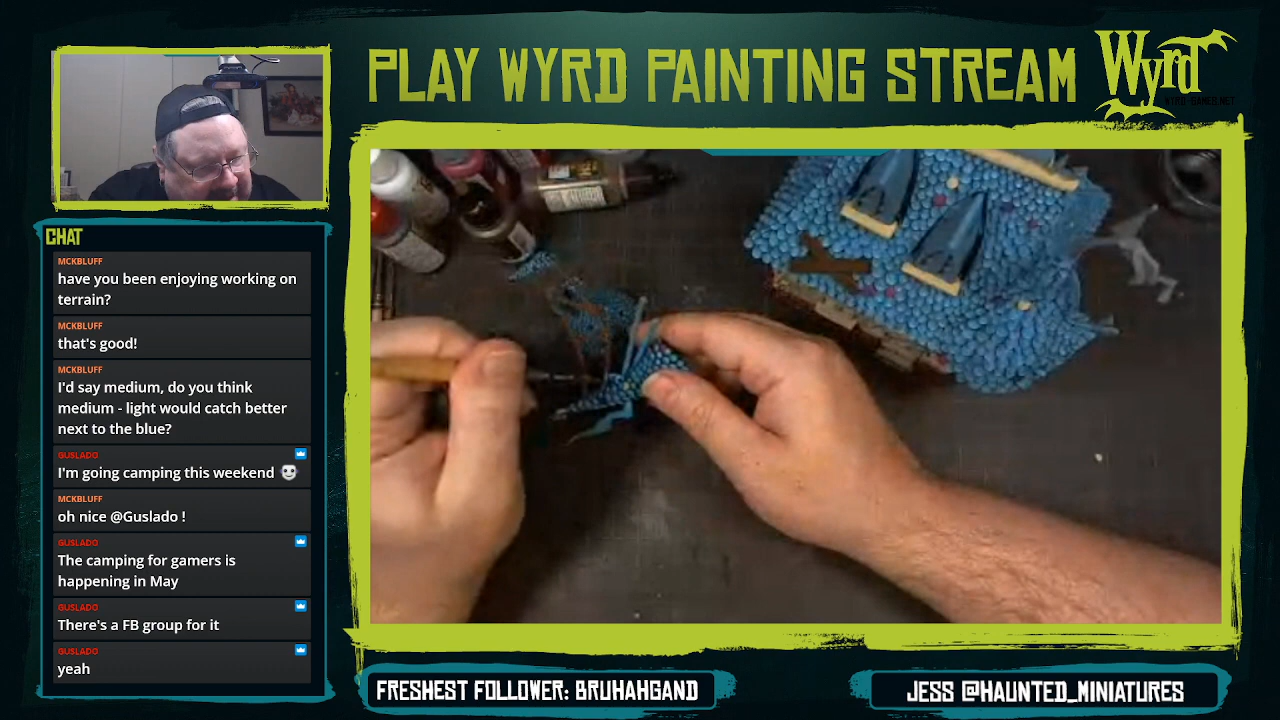 PLAY WYRD PAINTING STREAM
Wyrd
WYRD-GAMES.NET
CHAT
MCKBLUFF
have you been enjoying working on
terrain?
MCKBLUFF
that's good!
MCKBLUFF
I'd say medium, do you think
medium - light would catch better
next to the blue?
GUSLADO
I'm going camping this weekend
MCKBLUFF
oh nice @Guslado !
GUSLADO
The camping for gamers is
happening in May
GUSLADO
There's a FB group for it
GUSLADO
yeah
FRESHEST FOLLOWER: BRUHAHGAND
JESS @HAUNTED_MINIATURES